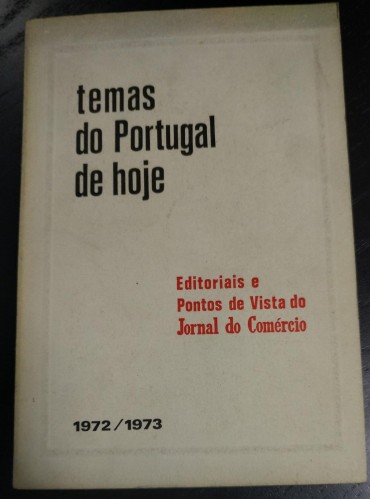 temas
do Portugal
de hoje
Editoriais e
Pontos de Vista do
Jornal do Comércio
1972/1973